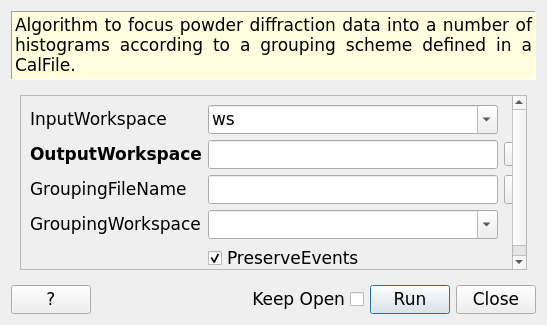 Algorithm to focus powder diffraction data into a number of
histograms according to a grouping scheme defined in a
CalFile.
InputWorkspace ws
OutputWorkspace
GroupingFileName
GroupingWorkspace
PreserveEvents
? Keep Open Run Close